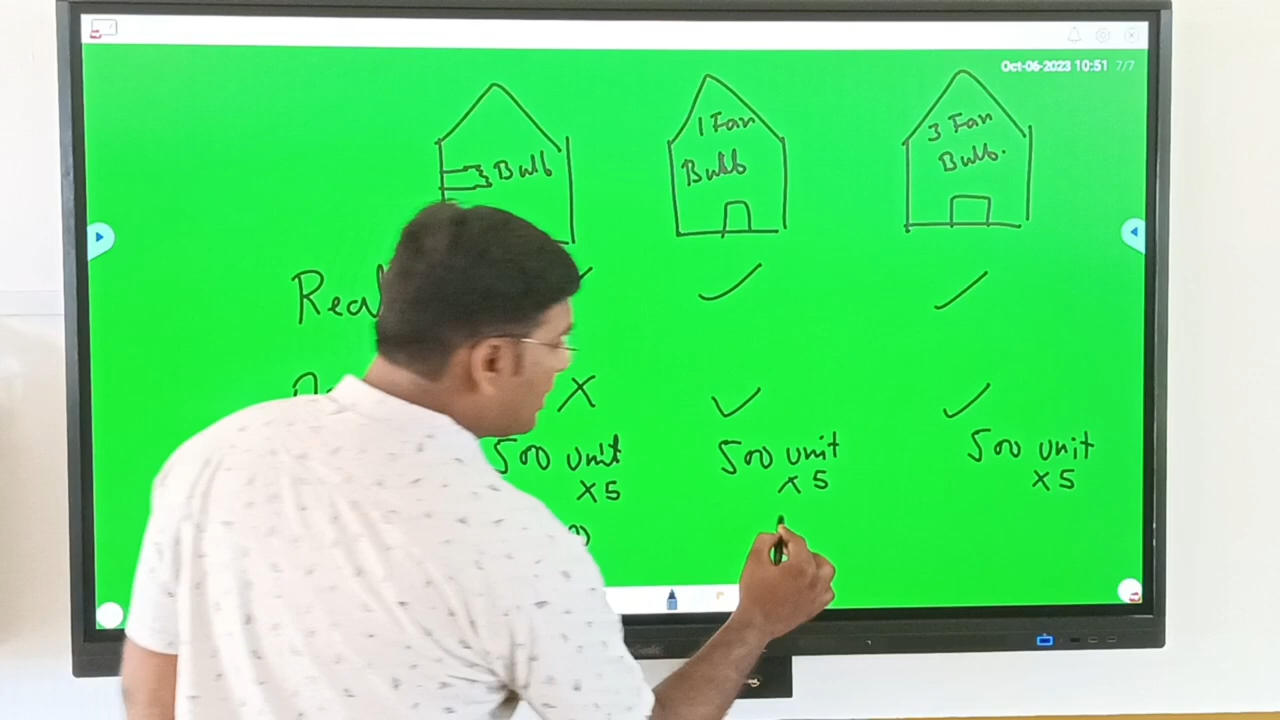 Oct-06-2023 10:51 7/7
1 Fan
3 Fan
Bulb
Bulb
Bulb.
500 unit
500 unit
500 unit
x5
x5
x5